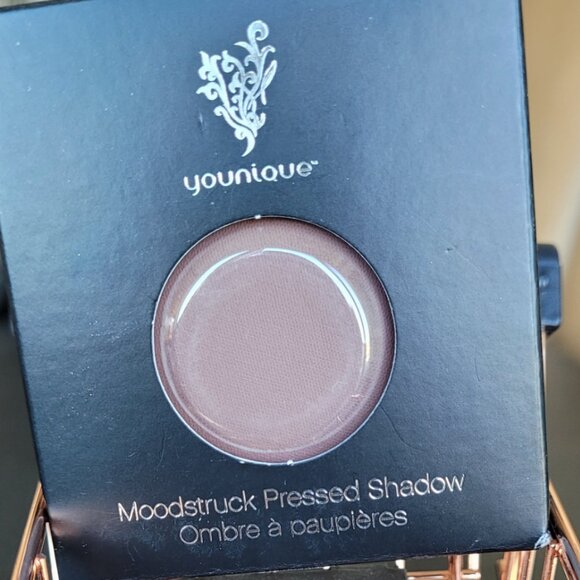 younique™
Moodstruck Pressed Shadow
Ombre à paupières